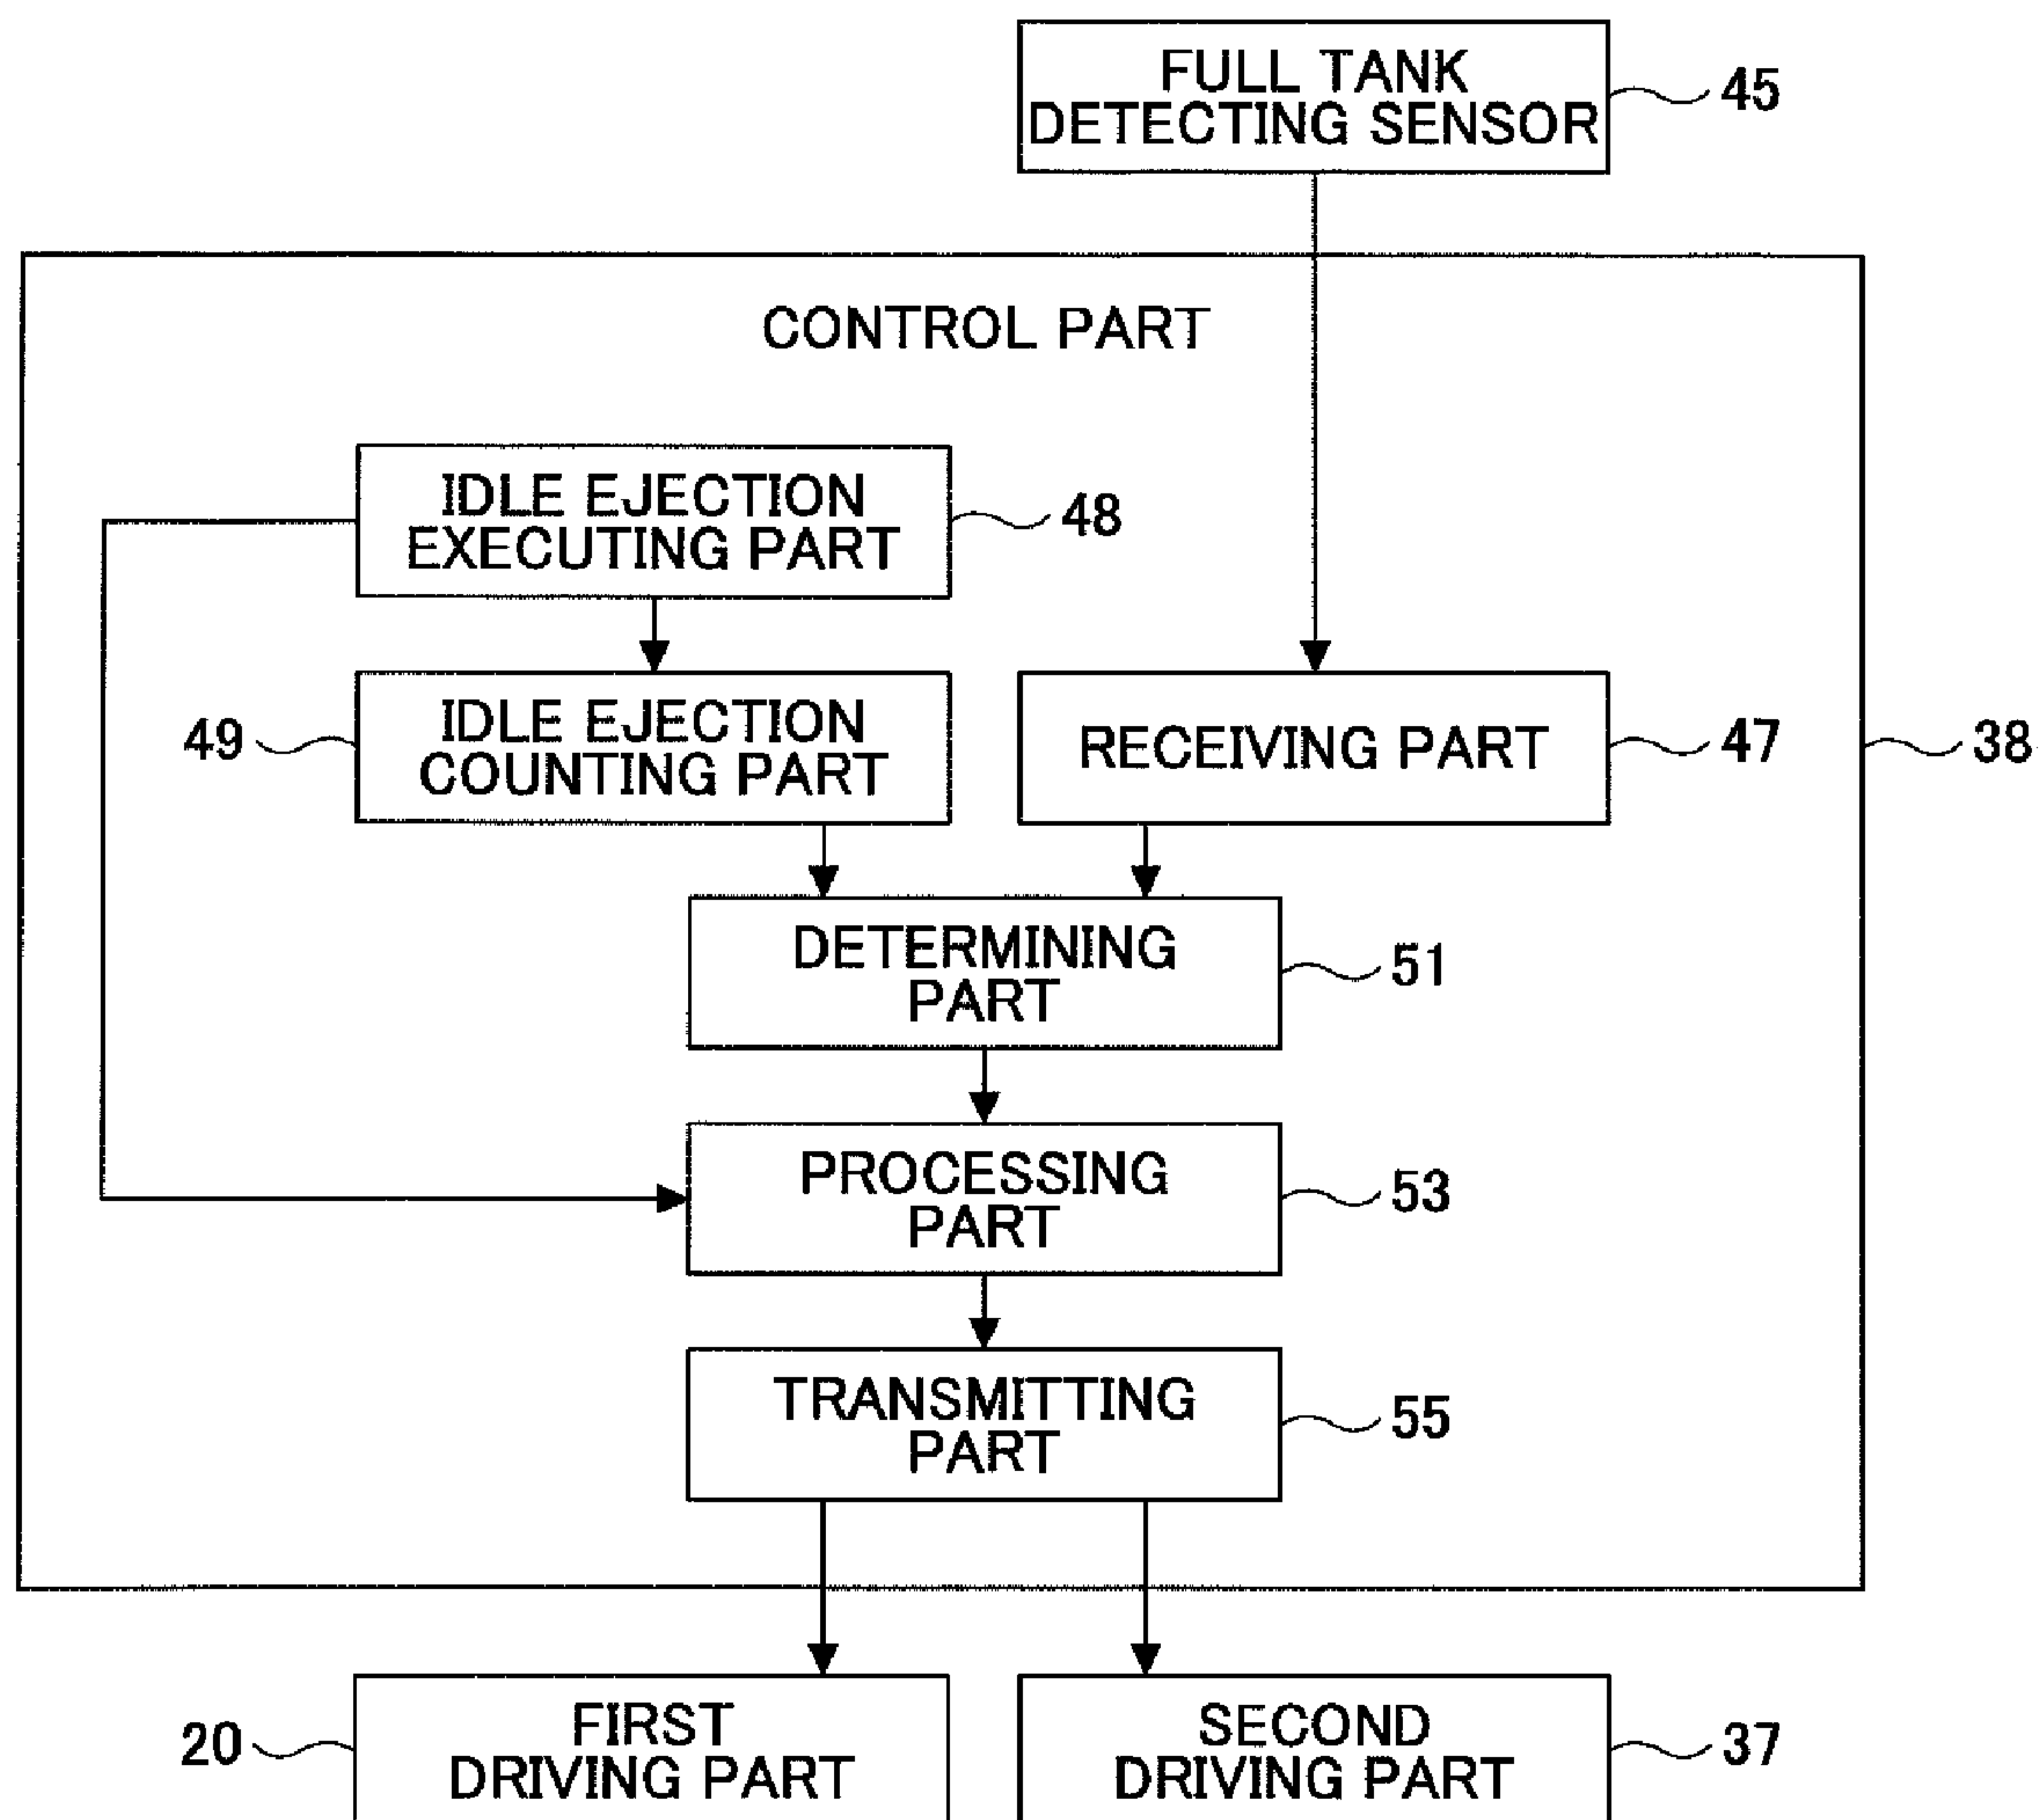 FULL TANK
DETECTING SENSOR
45
CONTROL PART
IDLE EJECTION
EXECUTING PART
48
49
IDLE EJECTION
COUNTING PART
RECEIVING PART
47
38
DETERMINING
PART
51
PROCESSING
PART
53
TRANSMITTING
PART
55
20
FIRST
DRIVING PART
SECOND
DRIVING PART
37